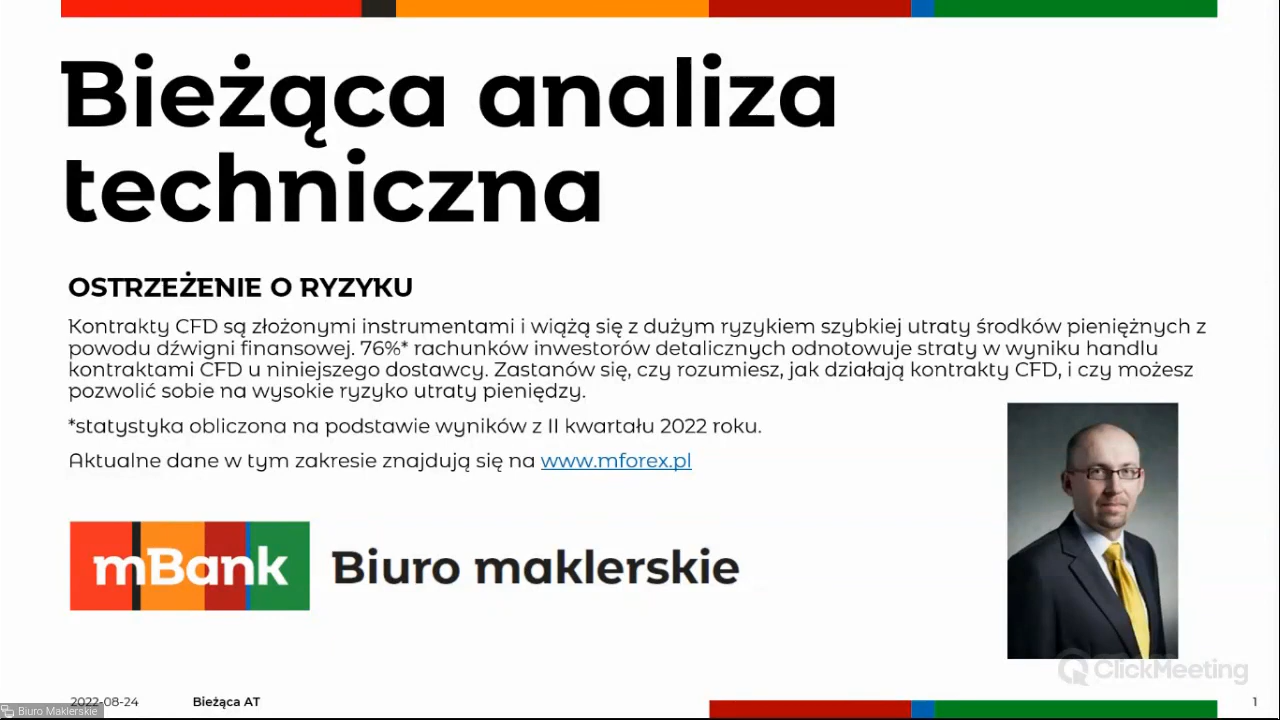 Bieżąca analiza
techniczna
OSTRZEŻENIE O RYZYKU
Kontrakty CFD są złożonymi instrumentami i wiążą się z dużym ryzykiem szybkiej utraty środków pieniężnych z
powodu dźwigni finansowej. 76%* rachunków inwestorów detalicznych odnotowuje straty w wyniku handlu
kontraktami CFD u niniejszego dostawcy. Zastanów się, czy rozumiesz, jak działają kontrakty CFD, i czy możesz
pozwolić sobie na wysokie ryzyko utraty pieniędzy.
*statystyka obliczona na podstawie wyników z II kwartału 2022 roku.
Aktualne dane w tym zakresie znajdują się na www.mforex.pl
mBank Biuro maklerskie
ClickMeeting
2022-08-24 Bieżąca AT 1
Biuro Maklerskie